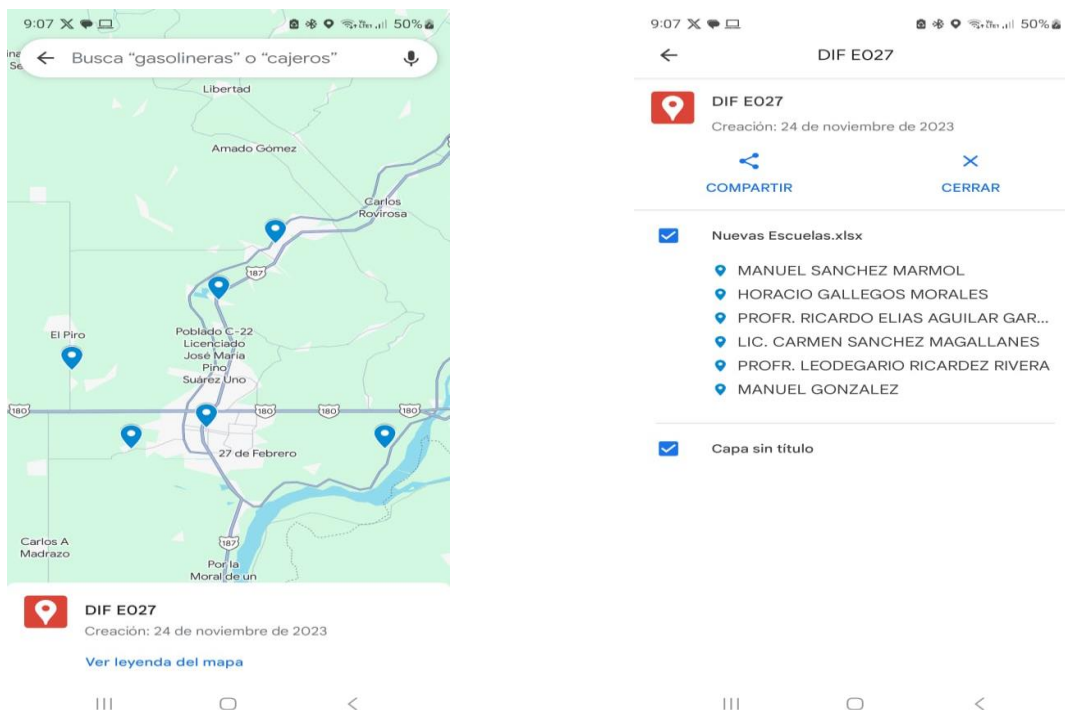 9:07 50%
Busca “gasolineras” o “cajeros”
Libertad
Amado Gómez
Carlos
Rovirosa
187
El Piro
Poblado C-22
Licenciado
José María
Pino
Suárez Uno
180
180
180
180
27 de Febrero
Carlos A
Madrazo
187
Por la
Moral de un
DIF E027
Creación: 24 de noviembre de 2023
Ver leyenda del mapa
9:07 50%
DIF E027
DIF E027
Creación: 24 de noviembre de 2023
COMPARTIR CERRAR
Nuevas Escuelas.xlsx
MANUEL SANCHEZ MARMOL
HORACIO GALLEGOS MORALES
PROFR. RICARDO ELIAS AGUILAR GAR...
LIC. CARMEN SANCHEZ MAGALLANES
PROFR. LEODEGARIO RICARDEZ RIVERA
MANUEL GONZALEZ
Capa sin título